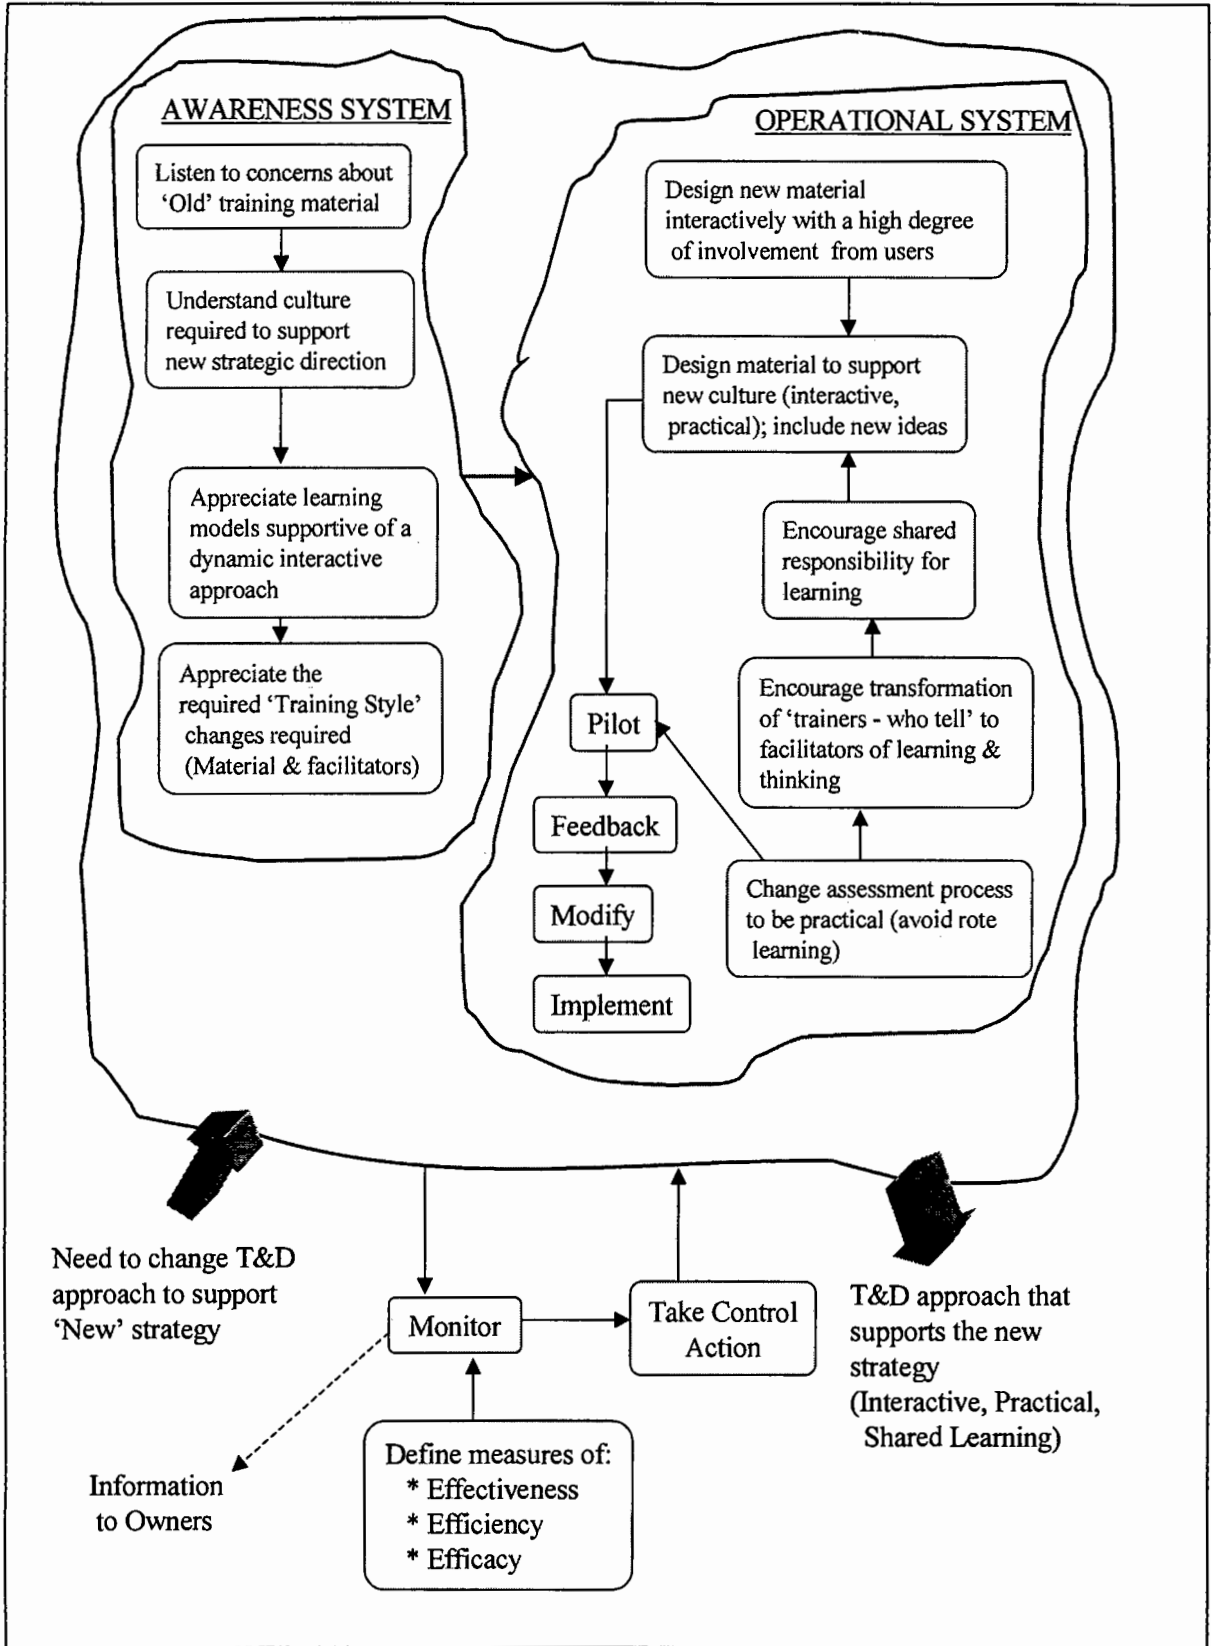 AWARENESS SYSTEM
Listen to concerns about
‘Old’ training material
Understand culture
required to support
new strategic direction
Appreciate learning
models supportive of a
dynamic interactive
approach
Appreciate the
required ‘Training Style’
changes required
(Material & facilitators)
OPERATIONAL SYSTEM
Design new material
interactively with a high degree
of involvement from users
Design material to support
new culture (interactive,
practical); include new ideas
Encourage shared
responsibility for
learning
Encourage transformation
of ‘trainers - who tell’ to
facilitators of learning &
thinking
Change assessment process
to be practical (avoid rote
learning)
Pilot
Feedback
Modify
Implement
Need to change T&D
approach to support
‘New’ strategy
Monitor
Take Control
Action
T&D approach that
supports the new
strategy
(Interactive, Practical,
Shared Learning)
Information
to Owners
Define measures of:
* Effectiveness
* Efficiency
* Efficacy